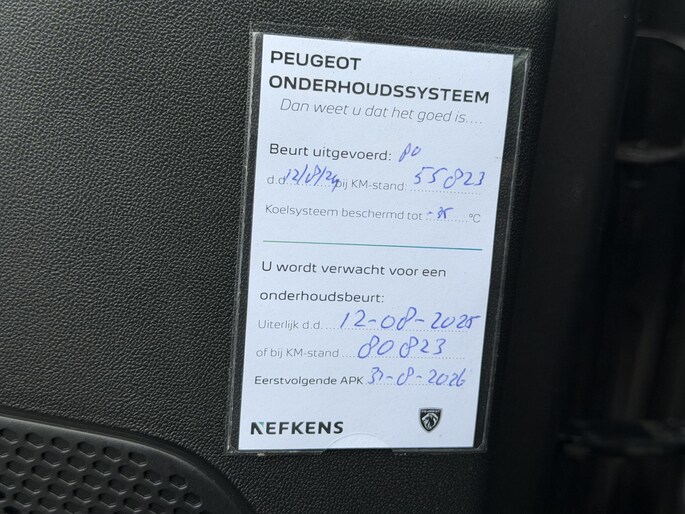 PEUGEOT
ONDERHOUDSSYSTEEM
Dan weet u dat het goed is....
Beurt uitgevoerd:
d.d. 12/8/24 bij KM-stand: 55823
Koelsysteem beschermd tot -35 °C
U wordt verwacht voor een
onderhoudsbeurt:
Uiterlijk d.d. 12-08-2025
of bij KM-stand 80823
Eerstvolgende APK 31-8-2026
NEFKENS